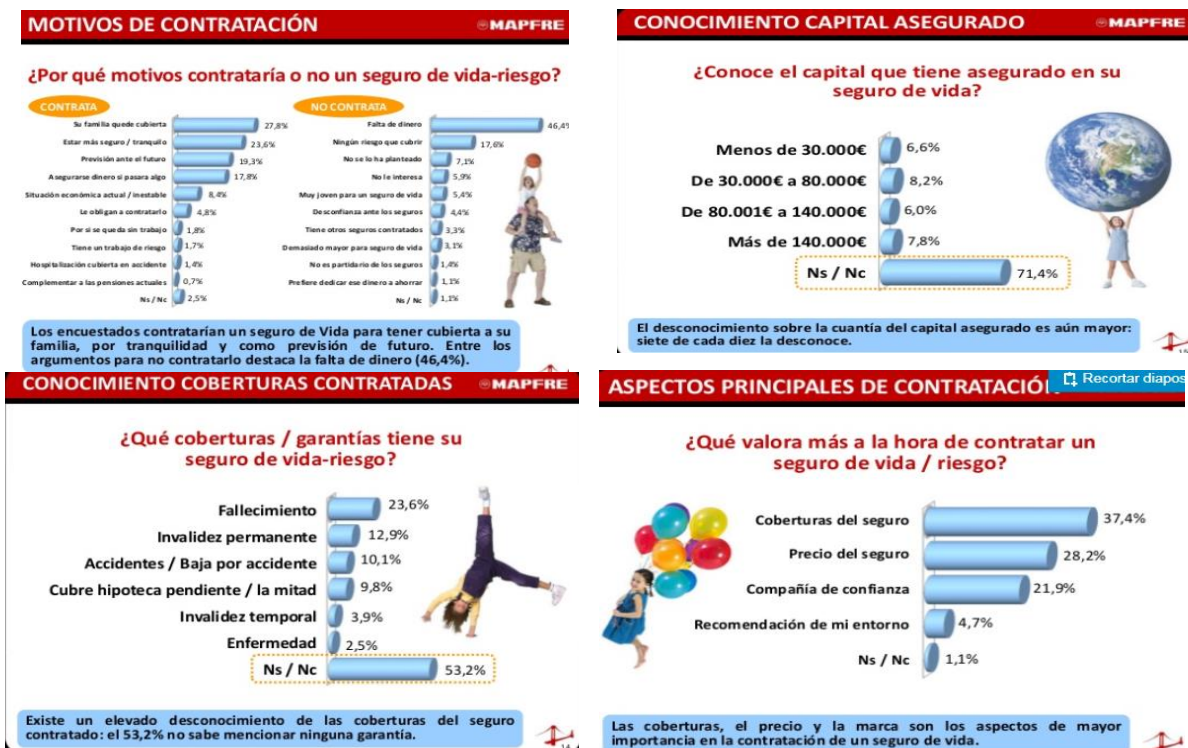 MOTIVOS DE CONTRATACIÓN
MAPFRE
¿Por qué motivos contrataría o no un seguro de vida-riesgo?
CONTRATA
Su familia quede cubierta 27,8%
Estar más seguro / tranquilo 23,6%
Previsión ante el futuro 19,3%
Asegurarse dinero si pasara algo 17,8%
Situación económica actual / inestable 8,4%
Le obligan a contratarlo 4,8%
Por si se queda sin trabajo 1,8%
Tiene un trabajo de riesgo 1,7%
Hospitalización cubierta en accidente 1,4%
Complementar a las pensiones actuales 0,7%
Ns / Nc 2,5%
NO CONTRATA
Falta de dinero 46,4%
Ningún riesgo que cubrir 17,6%
No se lo ha planteado 7,1%
No le interesa 5,9%
Muy joven para un seguro de vida 5,4%
Desconfianza ante los seguros 4,4%
Tiene otros seguros contratados 3,3%
Demasiado mayor para seguro de vida 3,1%
No es partidario de los seguros 1,4%
Prefiere dedicar ese dinero a ahorrar 1,1%
Ns / Nc 1,1%
Los encuestados contratarían un seguro de Vida para tener cubierta a su
familia, por tranquilidad y como previsión de futuro. Entre los
argumentos para no contratarlo destaca la falta de dinero (46,4%).
CONOCIMIENTO CAPITAL ASEGURADO
MAPFRE
¿Conoce el capital que tiene asegurado en su
seguro de vida?
Menos de 30.000€ 6,6%
De 30.000€ a 80.000€ 8,2%
De 80.001€ a 140.000€ 6,0%
Más de 140.000€ 7,8%
Ns / Nc 71,4%
El desconocimiento sobre la cuantía del capital asegurado es aún mayor:
siete de cada diez la desconoce.
CONOCIMIENTO COBERTURAS CONTRATADAS
MAPFRE
¿Qué coberturas / garantías tiene su
seguro de vida-riesgo?
Fallecimiento 23,6%
Invalidez permanente 12,9%
Accidentes / Baja por accidente 10,1%
Cubre hipoteca pendiente / la mitad 9,8%
Invalidez temporal 3,9%
Enfermedad 2,5%
Ns / Nc 53,2%
Existe un elevado desconocimiento de las coberturas del seguro
contratado: el 53,2% no sabe mencionar ninguna garantía.
ASPECTOS PRINCIPALES DE CONTRATACIÓN
Recortar diapos
¿Qué valora más a la hora de contratar un
seguro de vida / riesgo?
Coberturas del seguro 37,4%
Precio del seguro 28,2%
Compañía de confianza 21,9%
Recomendación de mi entorno 4,7%
Ns / Nc 1,1%
Las coberturas, el precio y la marca son los aspectos de mayor
importancia en la contratación de un seguro de vida.